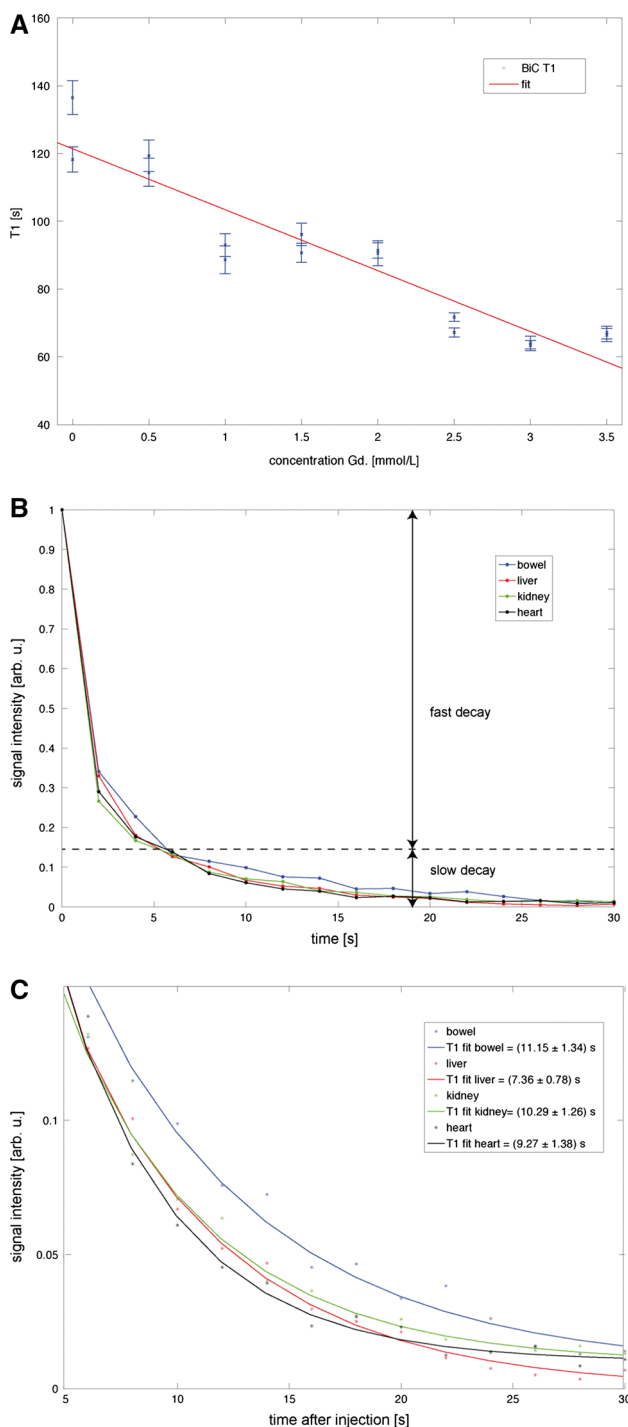 A
160
140
120
100
80
60
40
T1 [s]
BiC T1
fit
0 0.5 1 1.5 2 2.5 3 3.5
concentration Gd. [mmol/L]
B
1
0.9
0.8
0.7
0.6
0.5
0.4
0.3
0.2
0.1
0
signal intensity [arb. u.]
bowel
liver
kidney
heart
fast decay
slow decay
0 5 10 15 20 25 30
time [s]
C
0.1
0.05
0
signal intensity [arb. u.]
bowel
T1 fit bowel = (11.15 ± 1.34) s
liver
T1 fit liver = (7.36 ± 0.78) s
kidney
T1 fit kidney= (10.29 ± 1.26) s
heart
T1 fit heart = (9.27 ± 1.38) s
5 10 15 20 25 30
time after injection [s]